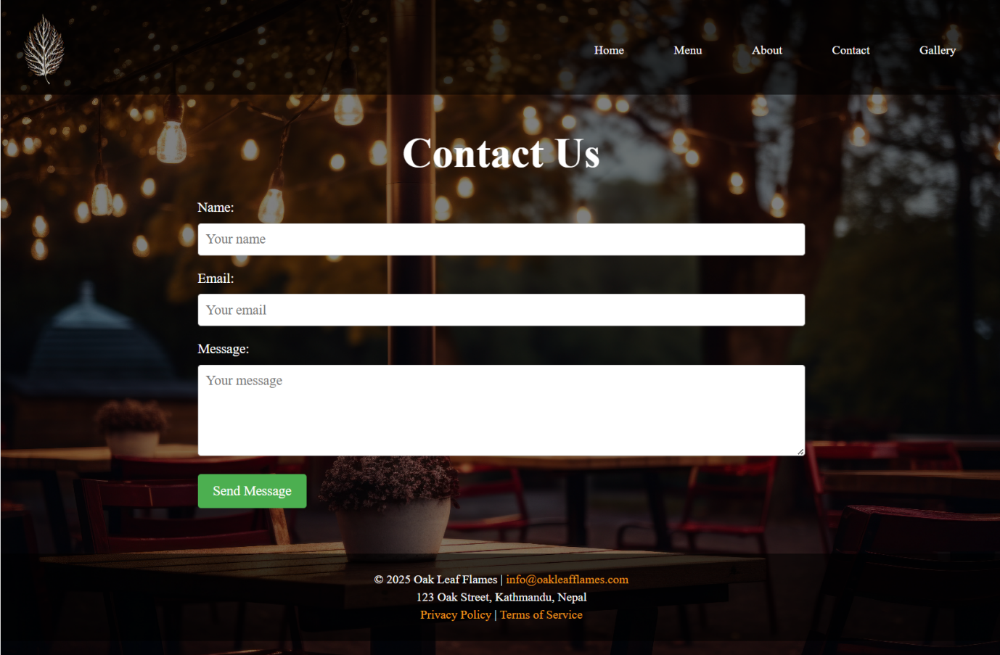 Home Menu About Contact Gallery
Contact Us
Name:
Your name
Email:
Your email
Message:
Your message
Send Message
© 2025 Oak Leaf Flames | info@oakleafflames.com
123 Oak Street, Kathmandu, Nepal
Privacy Policy | Terms of Service